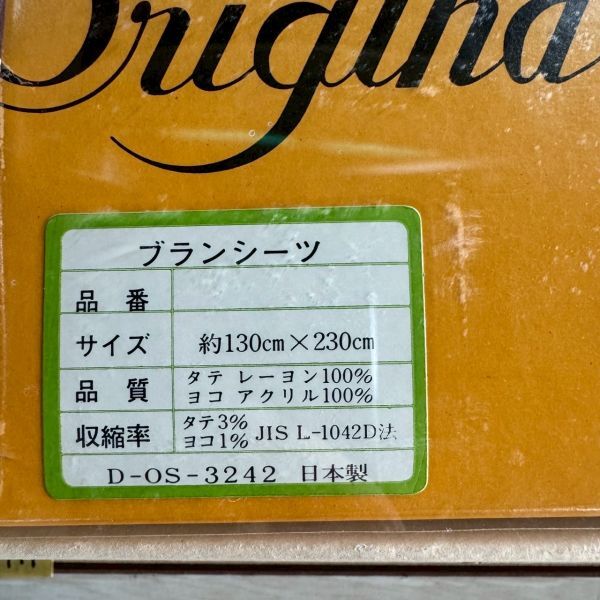 Origina
ブランシーツ
品番
サイズ 約130cm×230cm
品質 タテ レーヨン100%
ヨコ アクリル100%
収縮率 タテ3%
ヨコ1% JIS L-1042D法
D-OS-3242 日本製